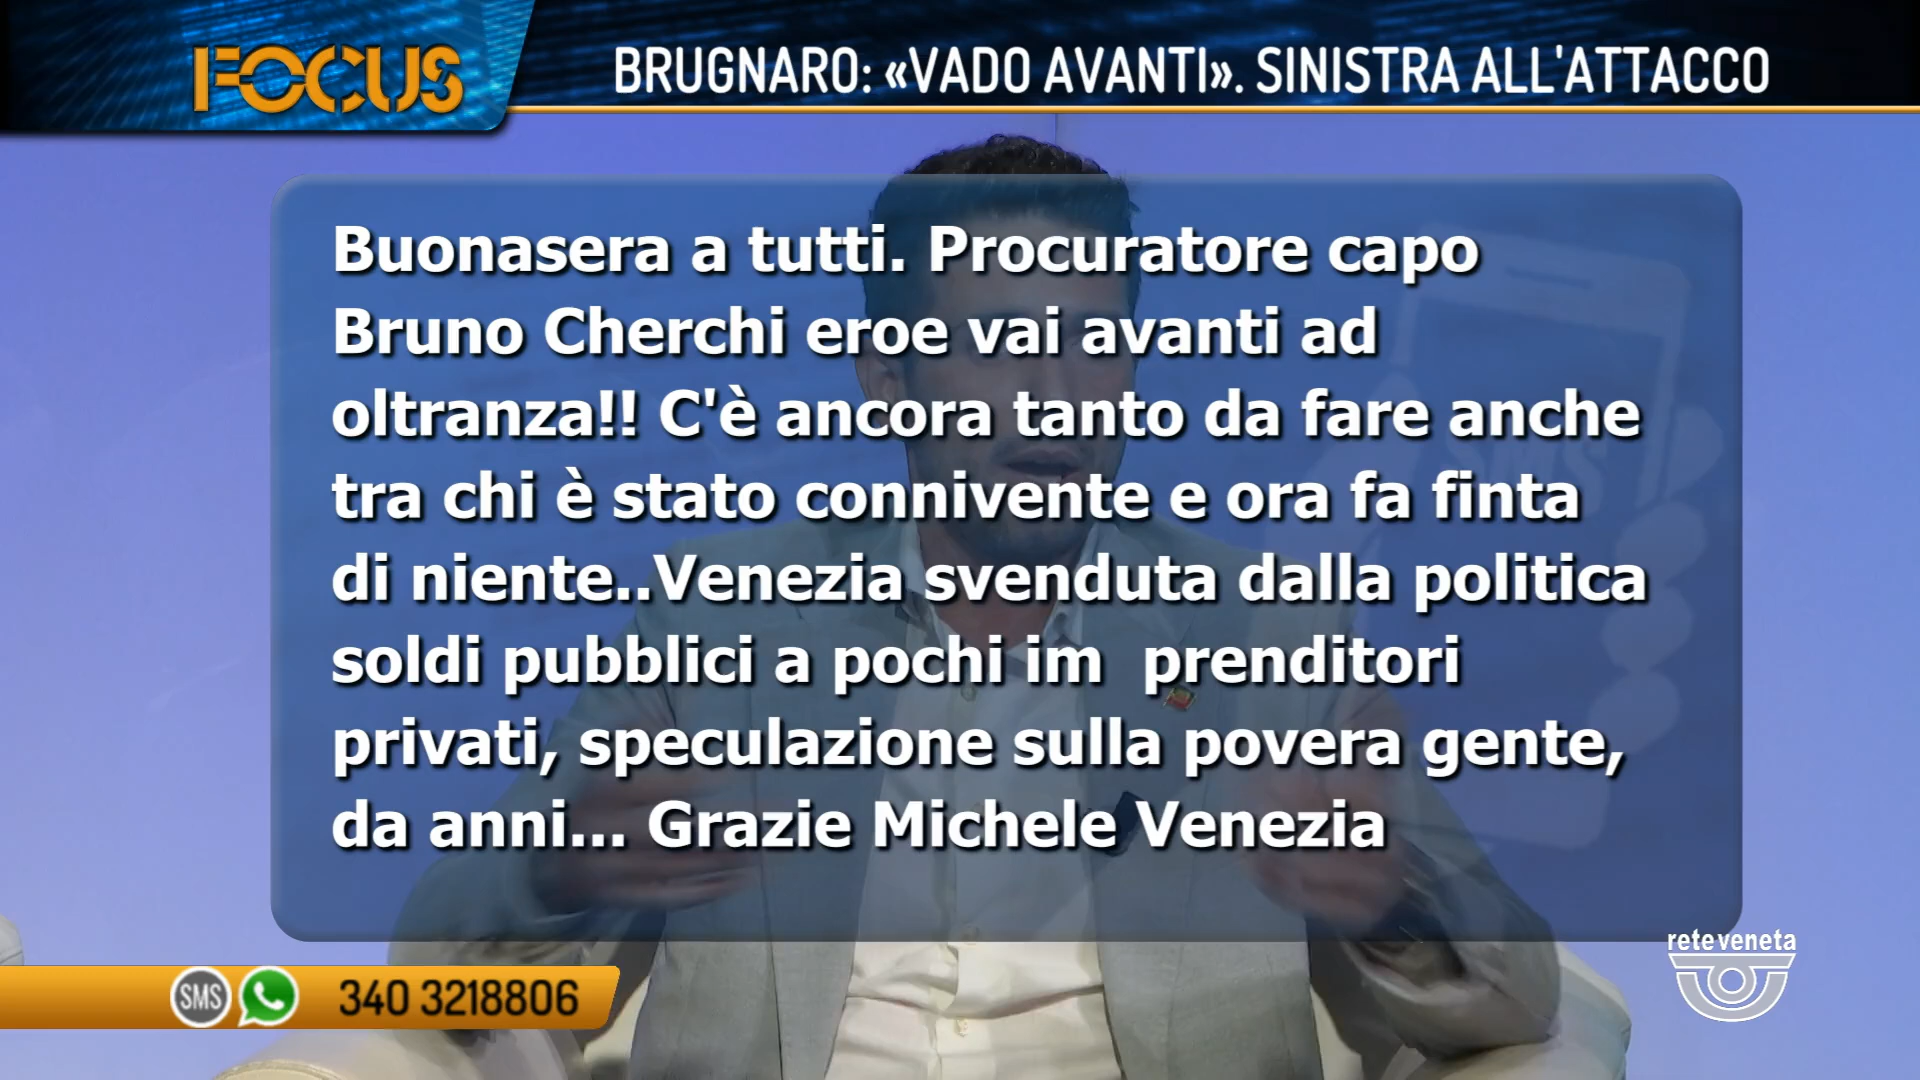 FOCUS
BRUGNARO: «VADO AVANTI». SINISTRA ALL'ATTACCO
Buonasera a tutti. Procuratore capo
Bruno Cherchi eroe vai avanti ad
oltranza!! C'è ancora tanto da fare anche
tra chi è stato connivente e ora fa finta
di niente..Venezia svenduta dalla politica
soldi pubblici a pochi im  prenditori
privati, speculazione sulla povera gente,
da anni... Grazie Michele Venezia
SMS
reteveneta
SMS 340 3218806